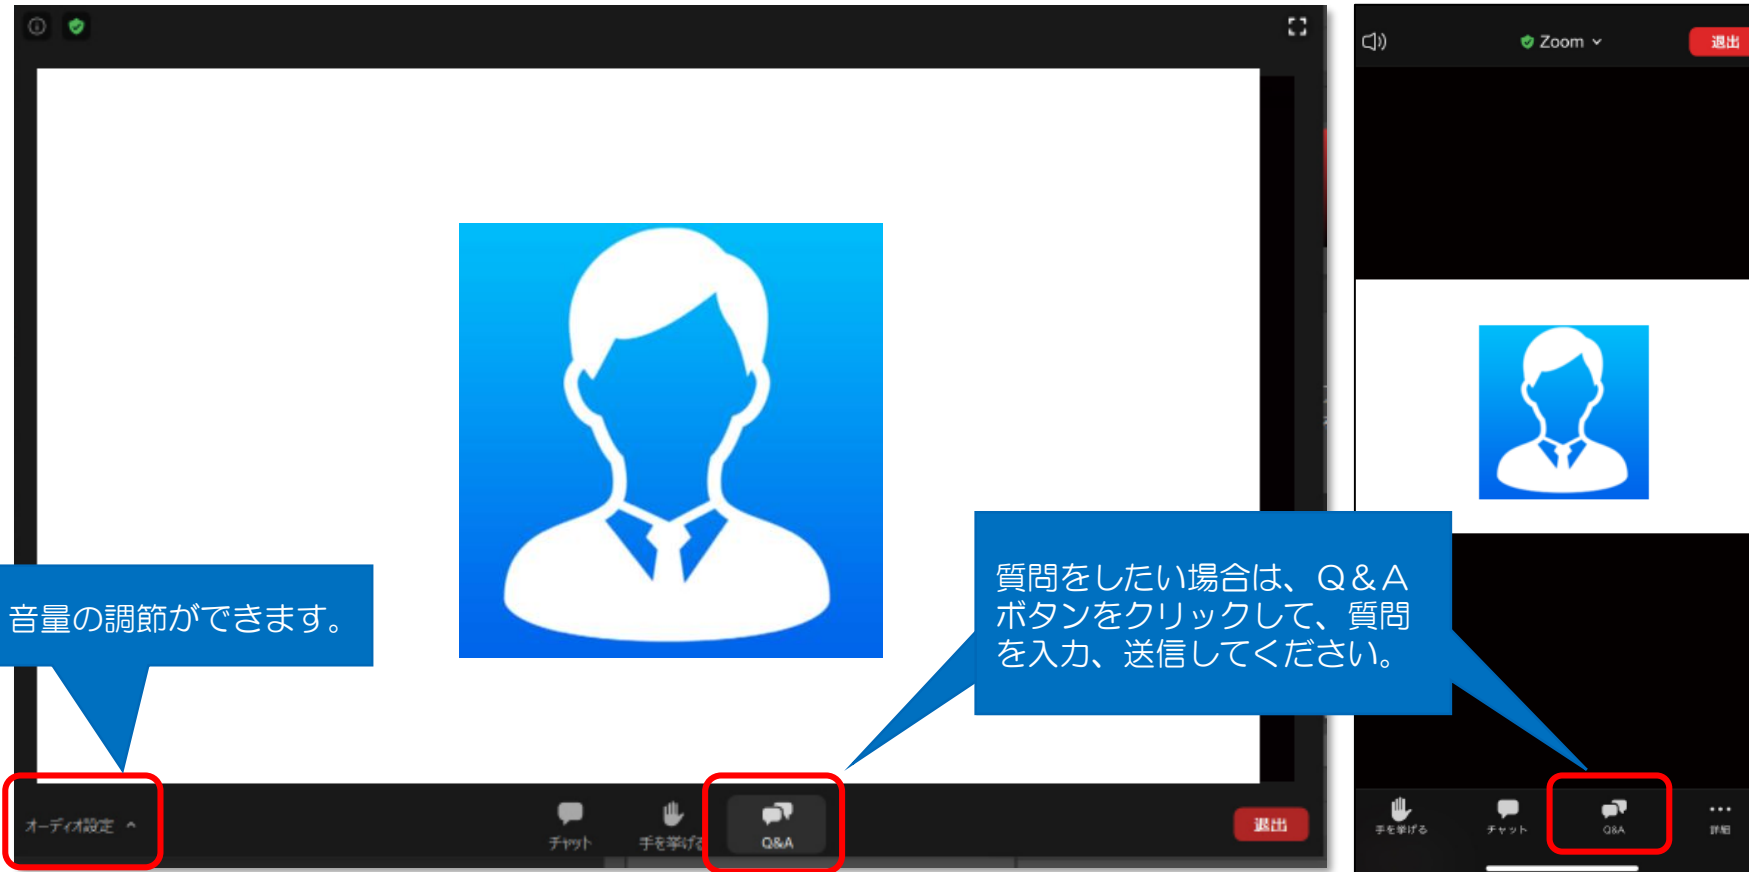 Zoom
退出
音量の調節ができます。
質問をしたい場合は、Q&A
ボタンをクリックして、質問
を入力、送信してください。
オーディオ設定
チャット
手を挙げる
Q&A
退出
手を挙げる
チャット
Q&A
詳細